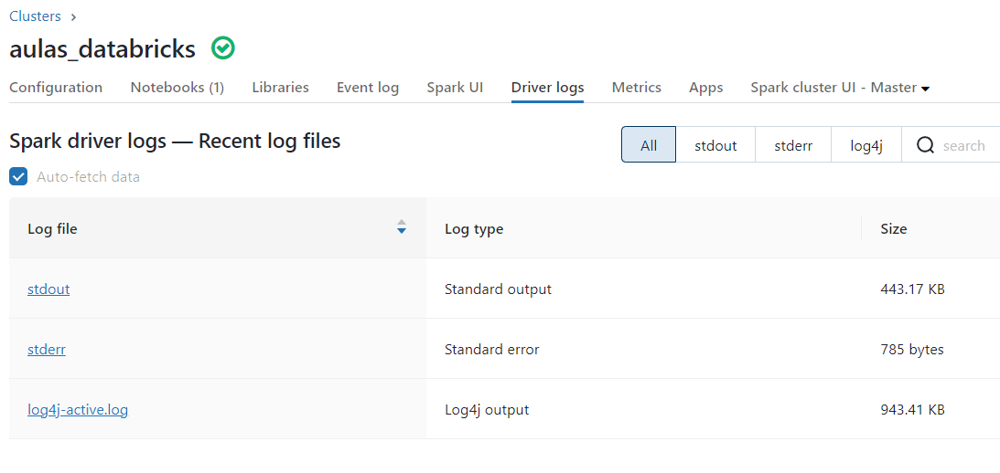 Clusters >
aulas_databricks
Configuration Notebooks (1) Libraries Event log Spark UI Driver logs Metrics Apps Spark cluster UI - Master
Spark driver logs — Recent log files All stdout stderr log4j search
Auto-fetch data
Log file Log type Size
stdout Standard output 443.17 KB
stderr Standard error 785 bytes
log4j-active.log Log4j output 943.41 KB